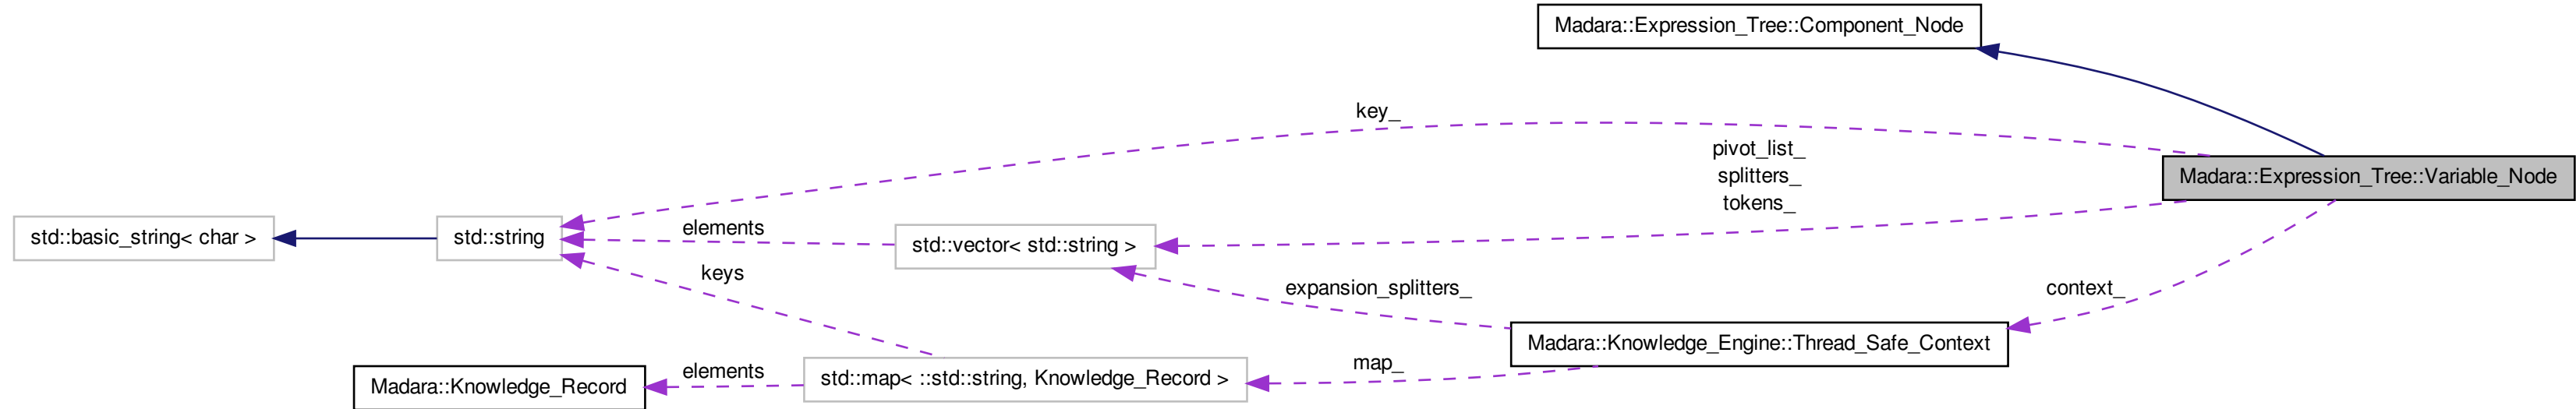 Madara::Expression_Tree::Component_Node
key_
pivot_list_
splitters_
tokens_
Madara::Expression_Tree::Variable_Node
std::basic_string< char >
std::string
elements
std::vector< std::string >
keys
expansion_splitters_
context_
Madara::Knowledge_Engine::Thread_Safe_Context
map_
elements
Madara::Knowledge_Record
std::map< ::std::string, Knowledge_Record >